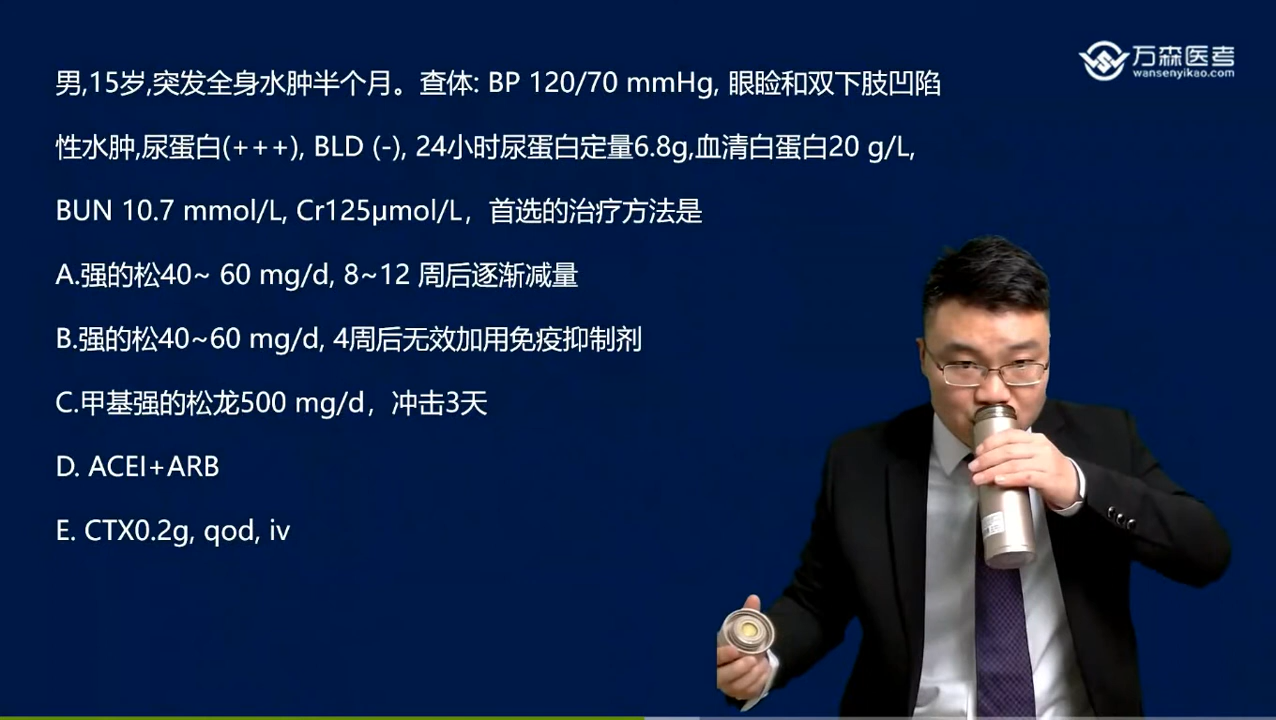 万森医考
wansenyikao.com
男,15岁,突发全身水肿半个月。查体: BP 120/70 mmHg, 眼睑和双下肢凹陷
性水肿,尿蛋白(+++), BLD (-), 24小时尿蛋白定量6.8g,血清白蛋白20 g/L,
BUN 10.7 mmol/L, Cr125μmol/L，首选的治疗方法是
A.强的松40~ 60 mg/d, 8~12 周后逐渐减量
B.强的松40~60 mg/d, 4周后无效加用免疫抑制剂
C.甲基强的松龙500 mg/d，冲击3天
D. ACEI+ARB
E. CTX0.2g, qod, iv